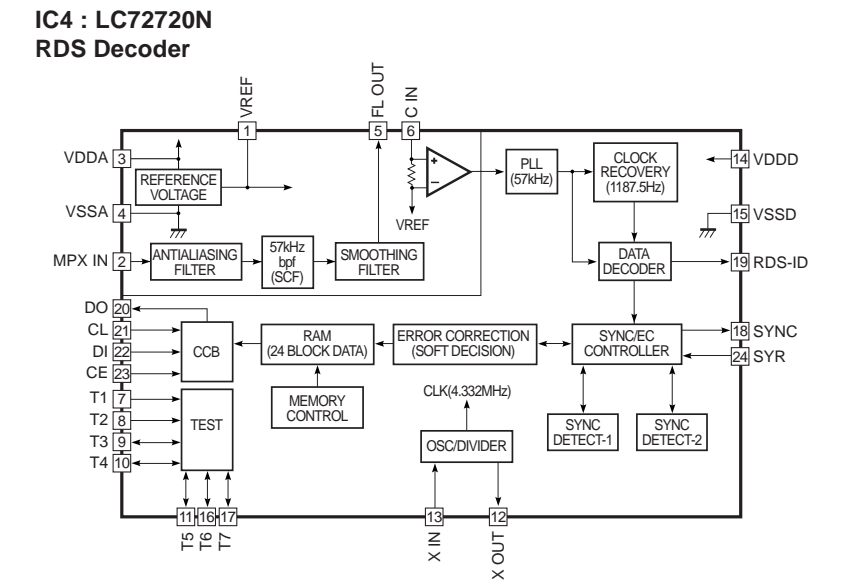 IC4 : LC72720N
RDS Decoder
VREF
FL OUT
C IN
1
5
6
VDDA 3
REFERENCE
VOLTAGE
VSSA 4
MPX IN 2
ANTIALIASING
FILTER
57kHz
bpf
(SCF)
SMOOTHING
FILTER
+
−
VREF
PLL
(57kHz)
CLOCK
RECOVERY
(1187.5Hz)
DATA
DECODER
14 VDDD
15 VSSD
19 RDS-ID
DO 20
CL 21
DI 22
CE 23
CCB
RAM
(24 BLOCK DATA)
ERROR CORRECTION
(SOFT DECISION)
SYNC/EC
CONTROLLER
18 SYNC
24 SYR
MEMORY
CONTROL
CLK(4.332MHz)
T1 7
T2 8
T3 9
T4 10
TEST
OSC/DIVIDER
SYNC
DETECT-1
SYNC
DETECT-2
11
16
17
13
12
T5
T6
T7
X IN
X OUT